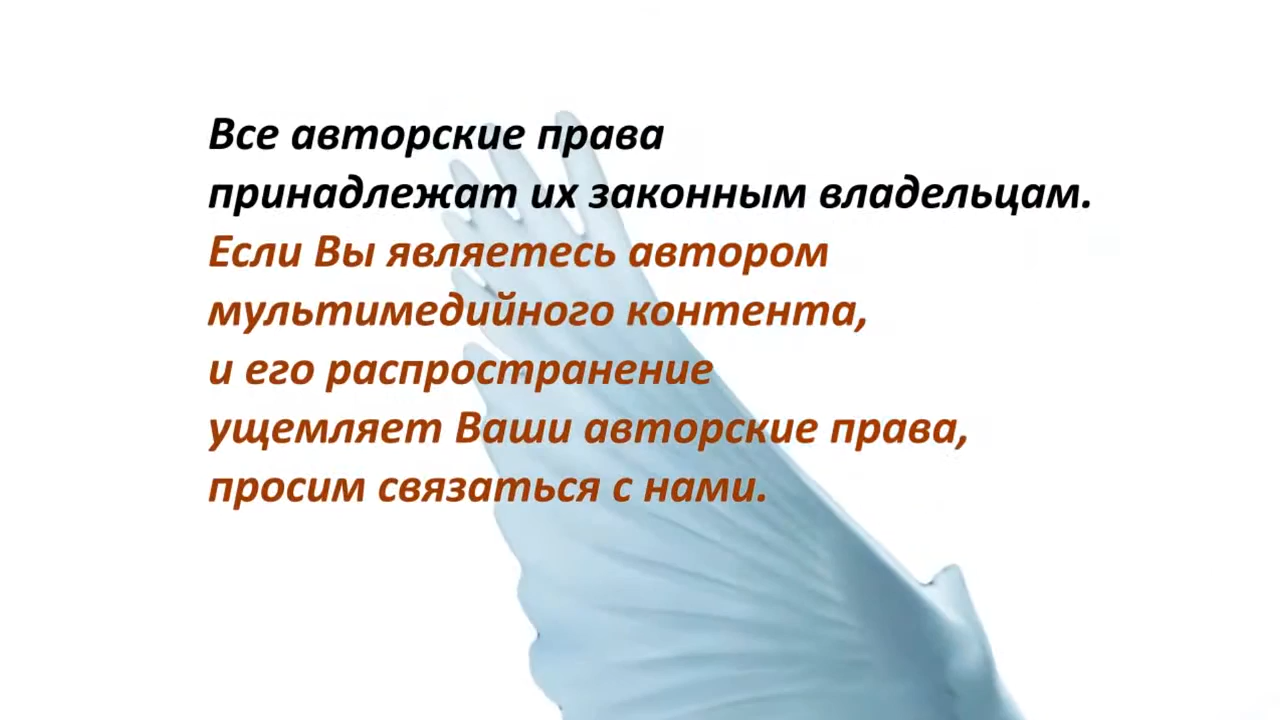 Все авторские права
принадлежат их законным владельцам.
Если Вы являетесь автором
мультимедийного контента,
и его распространение
ущемляет Ваши авторские права,
просим связаться с нами.